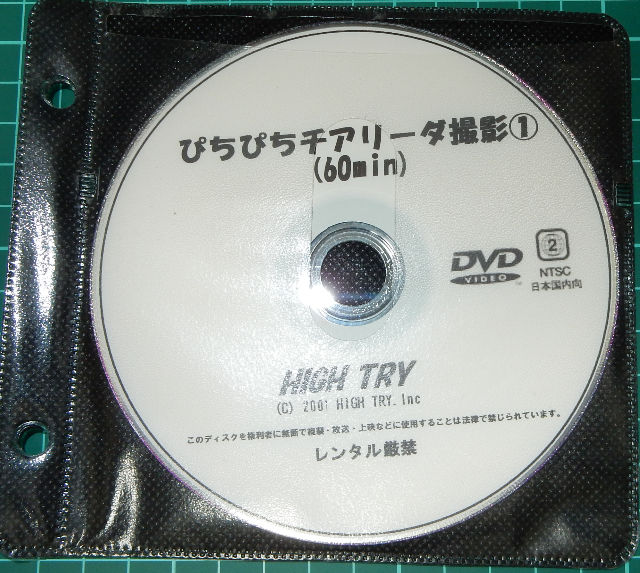 ぴちぴちチアリーダ撮影①
(60min)
DVD
VIDEO
2
NTSC
日本国内向
HIGH TRY
(C) 2001 HIGH TRY. Inc
このディスクを権利者に無断で複製・放送・上映などに使用することは法律で禁じられています。
レンタル厳禁